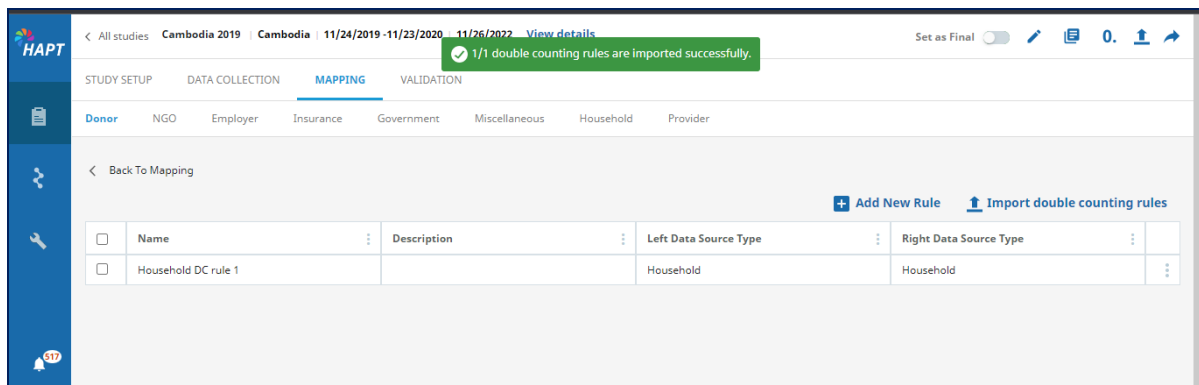 HAPT
All studies Cambodia 2019 | Cambodia | 11/24/2019 -11/23/2020 | 11/26/2022 View details
Set as Final
0.
1/1 double counting rules are imported successfully.
STUDY SETUP DATA COLLECTION MAPPING VALIDATION
Donor NGO Employer Insurance Government Miscellaneous Household Provider
Back To Mapping
Add New Rule Import double counting rules
Name Description Left Data Source Type Right Data Source Type
Household DC rule 1 Household Household
517